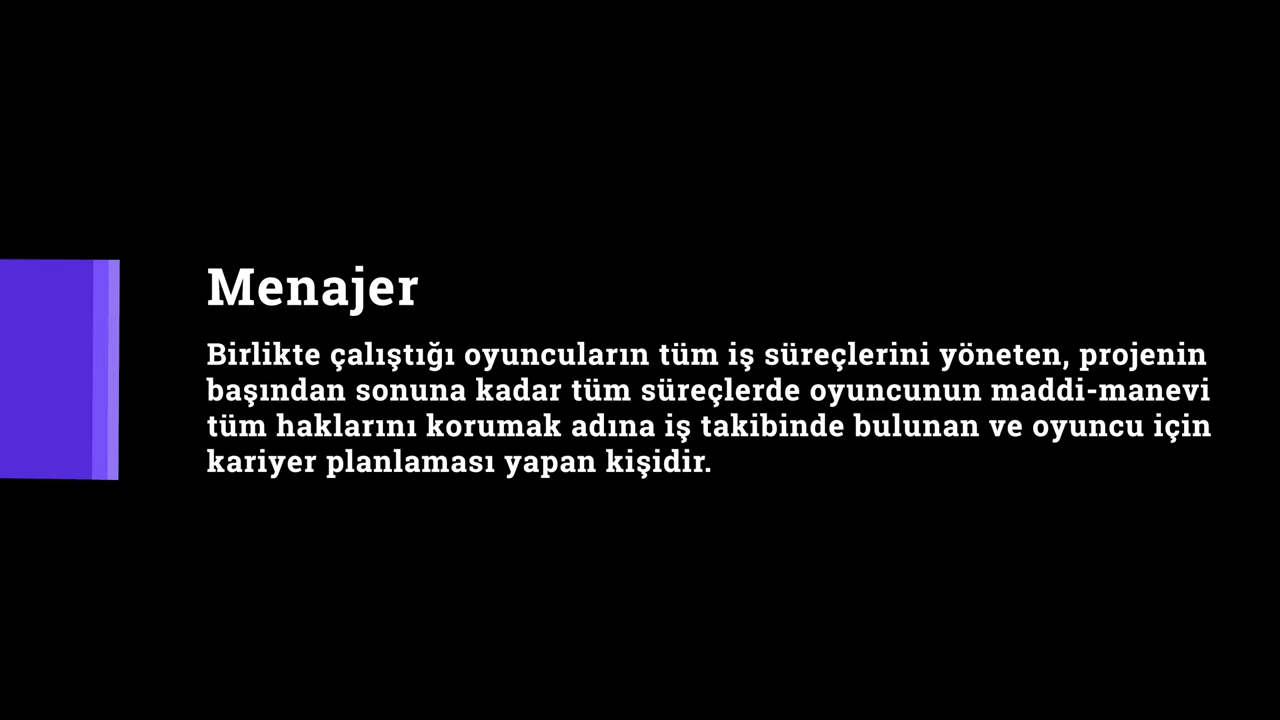 Menajer
Birlikte çalıştığı oyuncuların tüm iş süreçlerini yöneten, projenin
başından sonuna kadar tüm süreçlerde oyuncunun maddi-manevi
tüm haklarını korumak adına iş takibinde bulunan ve oyuncu için
kariyer planlaması yapan kişidir.